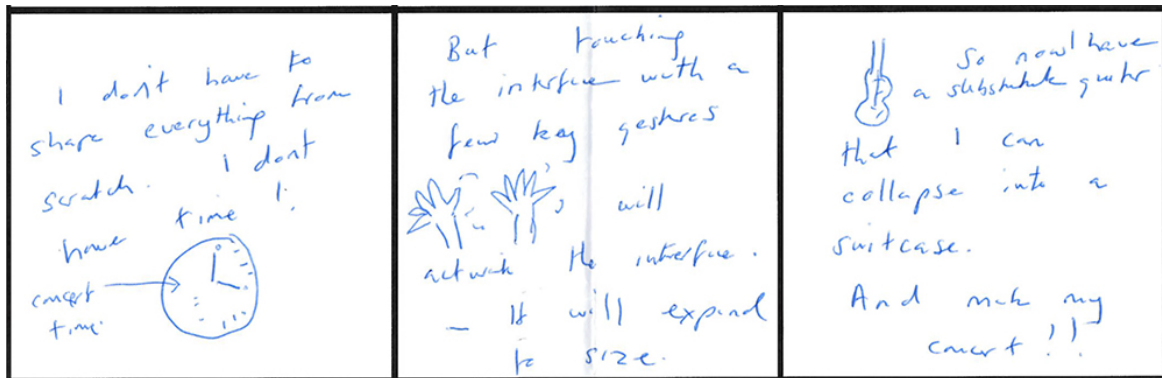 I don't have to
shape everything from
scratch. I dont
have time !!
concert
time.
But touching
the interface with a
few key gestures
will
activate the interface.
— It will expand
to size.
So now I have
a substitute guitar
that I can
collapse into a
suitcase.
And make my
concert !!